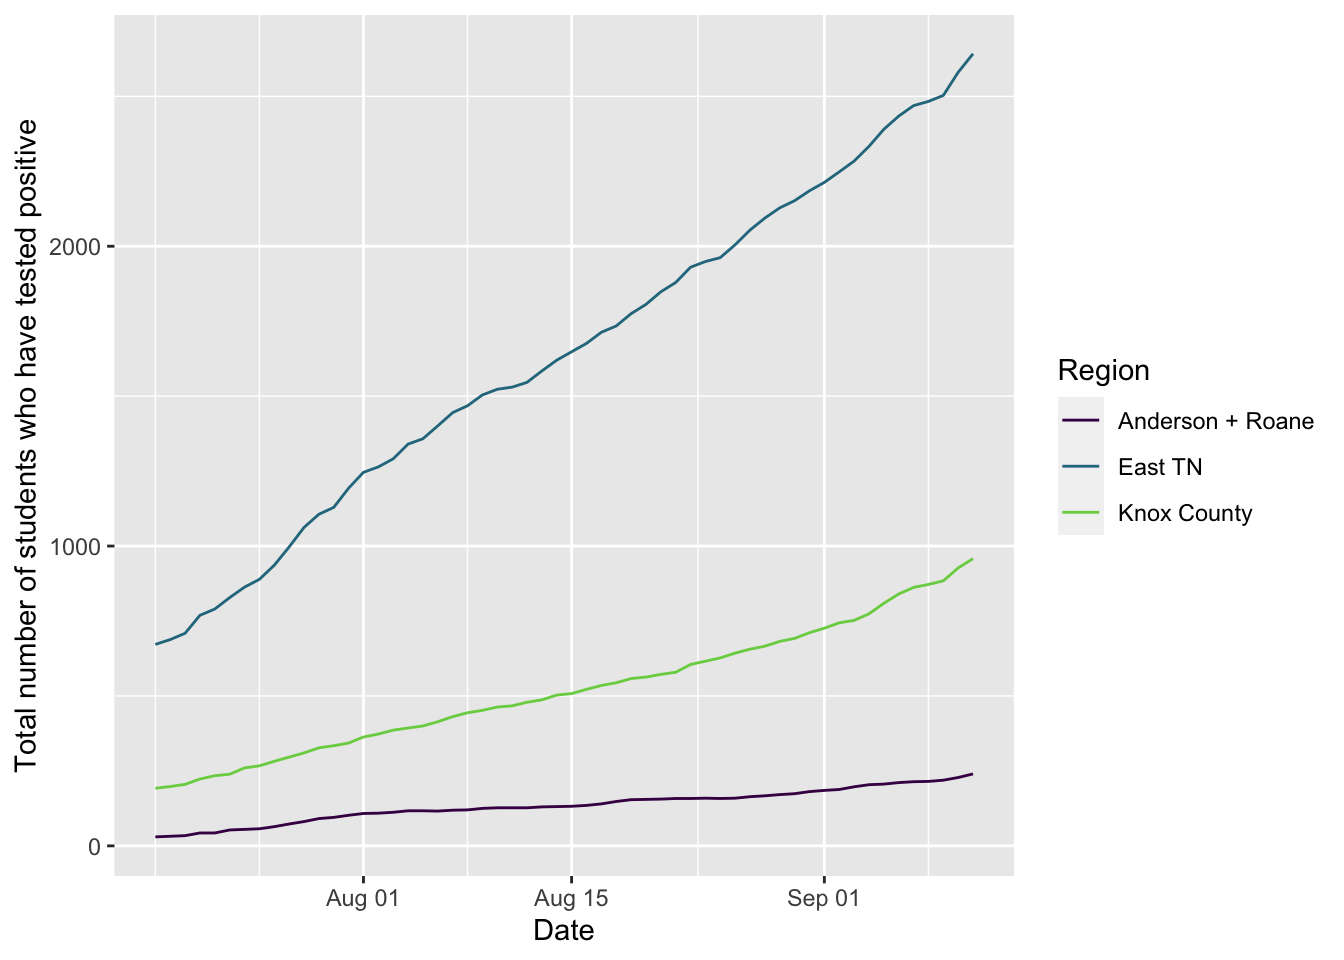 Total number of students who have tested positive
2000
1000
0
Aug 01
Aug 15
Sep 01
Date
Region
Anderson + Roane
East TN
Knox County